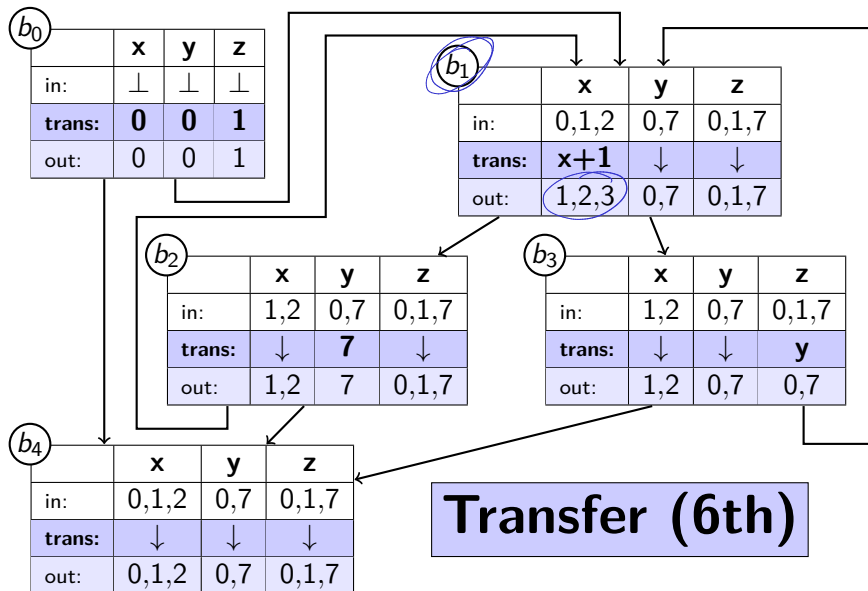 b0
x y z
in: ⊥ ⊥ ⊥
trans: 0 0 1
out: 0 0 1
b1
x y z
in: 0,1,2 0,7 0,1,7
trans: x+1 ↓ ↓
out: 1,2,3 0,7 0,1,7
b2
x y z
in: 1,2 0,7 0,1,7
trans: ↓ 7 ↓
out: 1,2 7 0,1,7
b3
x y z
in: 1,2 0,7 0,1,7
trans: ↓ ↓ y
out: 1,2 0,7 0,7
b4
x y z
in: 0,1,2 0,7 0,1,7
trans: ↓ ↓ ↓
out: 0,1,2 0,7 0,1,7
Transfer (6th)